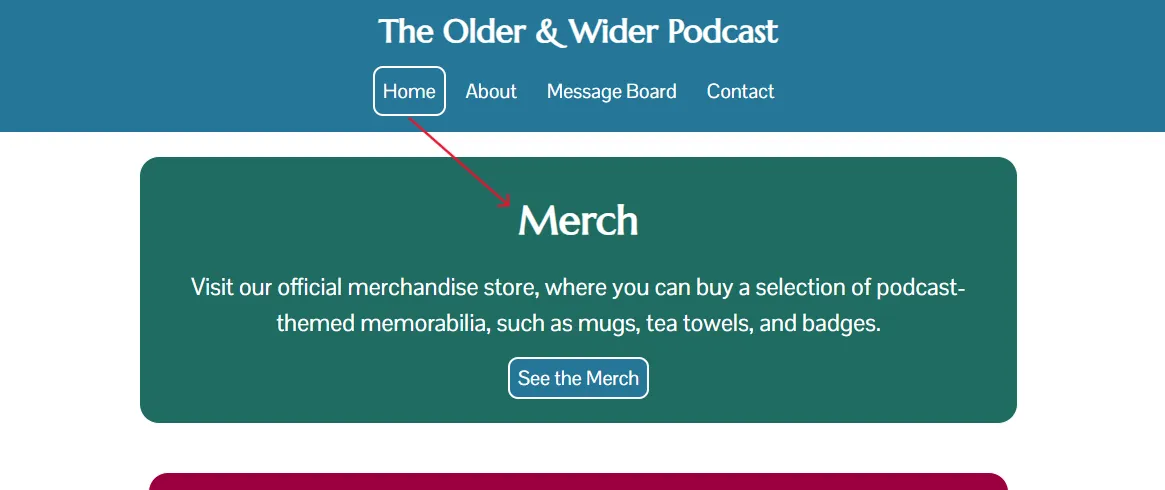 The Older & Wider Podcast
Home About Message Board Contact
Merch
Visit our official merchandise store, where you can buy a selection of podcast-
themed memorabilia, such as mugs, tea towels, and badges.
See the Merch